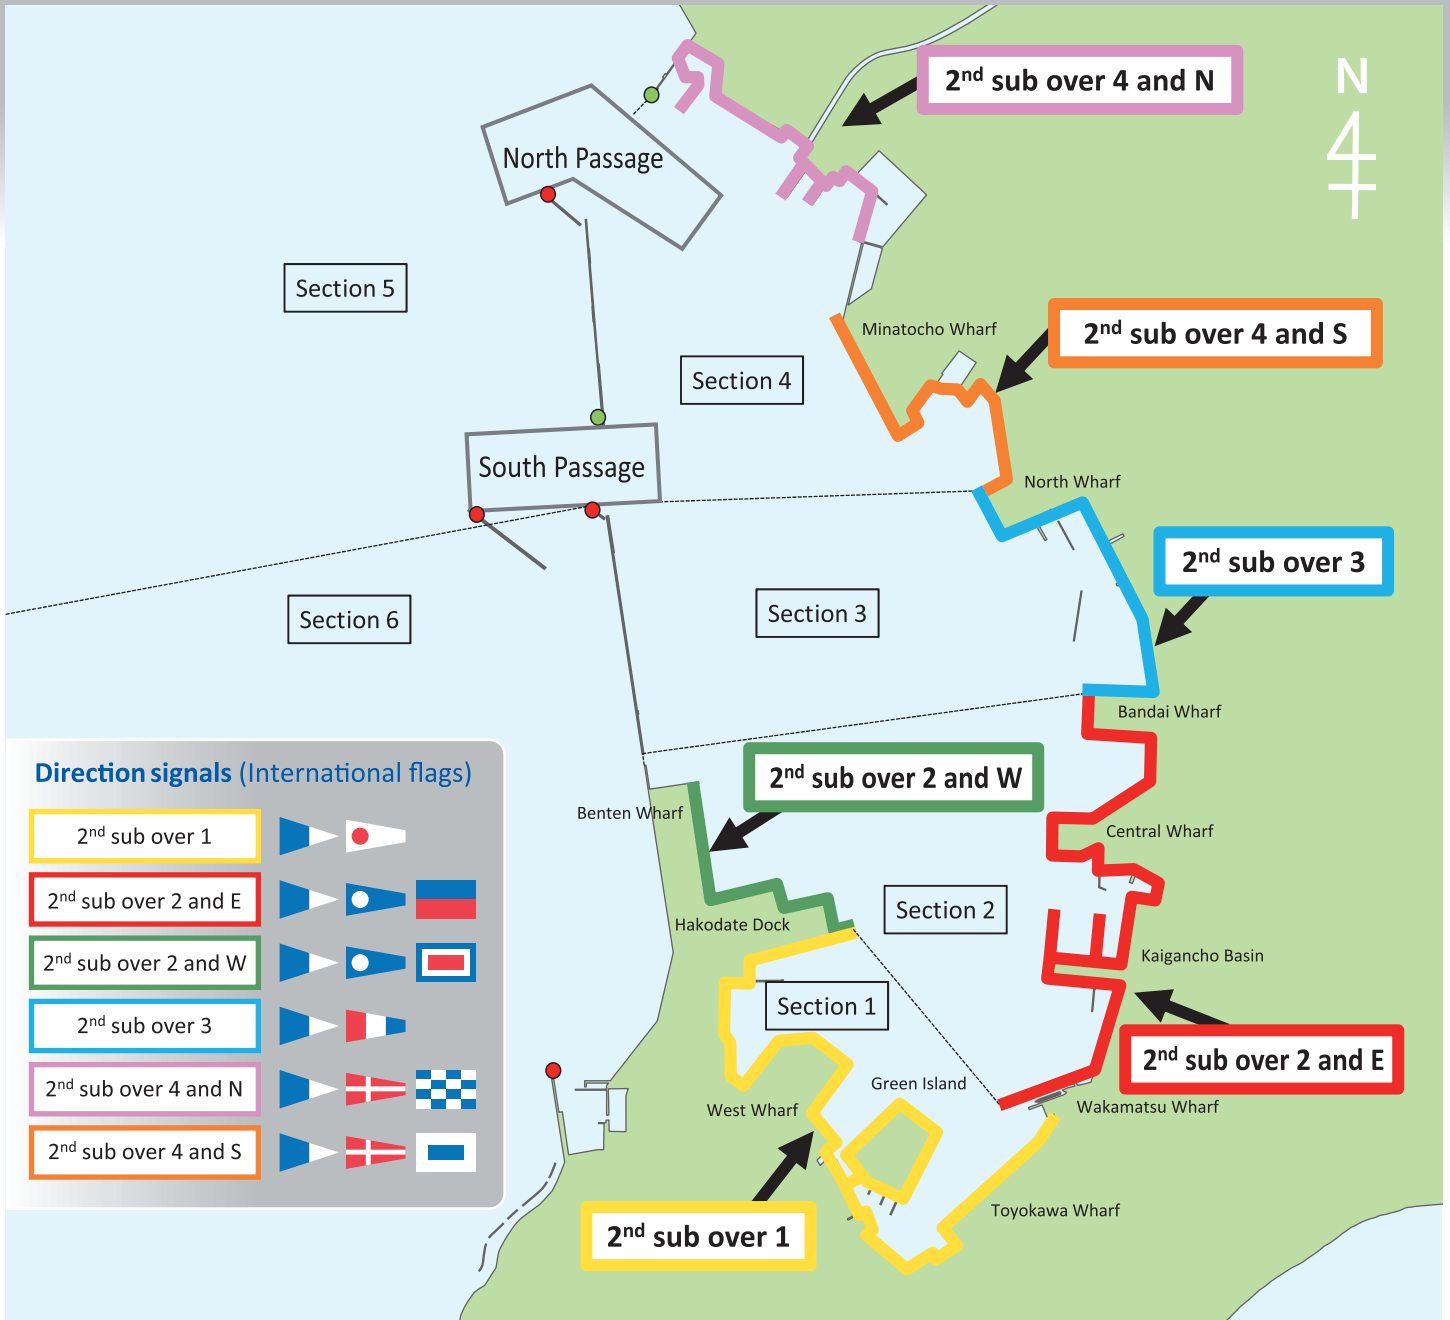 2nd sub over 4 and N
N
North Passage
Section 5
2nd sub over 4 and S
Minatocho Wharf
Section 4
South Passage
North Wharf
2nd sub over 3
Section 3
Section 6
Bandai Wharf
2nd sub over 2 and W
Benten Wharf
Central Wharf
Section 2
Hakodate Dock
Kaigancho Basin
Section 1
2nd sub over 2 and E
Green Island
West Wharf
Wakamatsu Wharf
Toyokawa Wharf
2nd sub over 1
Direction signals (International flags)
2nd sub over 1
2nd sub over 2 and E
2nd sub over 2 and W
2nd sub over 3
2nd sub over 4 and N
2nd sub over 4 and S